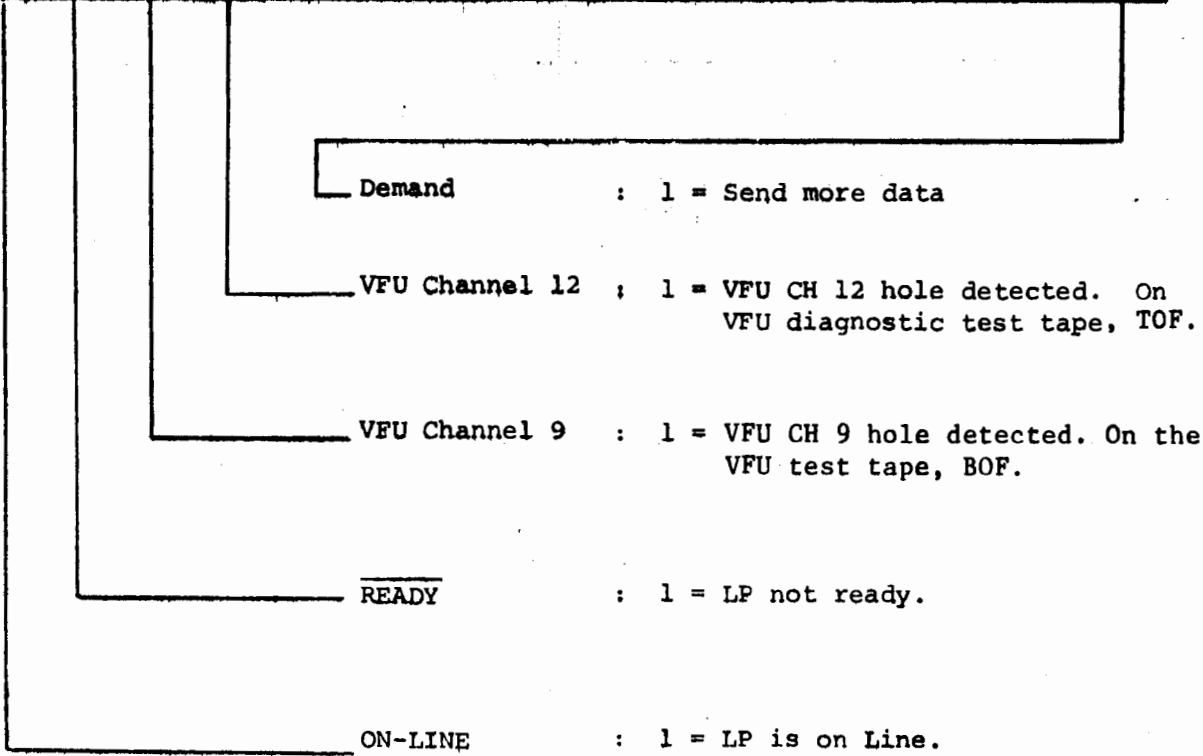 Demand : 1 = Send more data
VFU Channel 12 : 1 = VFU CH 12 hole detected. On
VFU diagnostic test tape, TOF.
VFU Channel 9 : 1 = VFU CH 9 hole detected. On the
VFU test tape, BOF.
READY : 1 = LP not ready.
ON-LINE : 1 = LP is on Line.